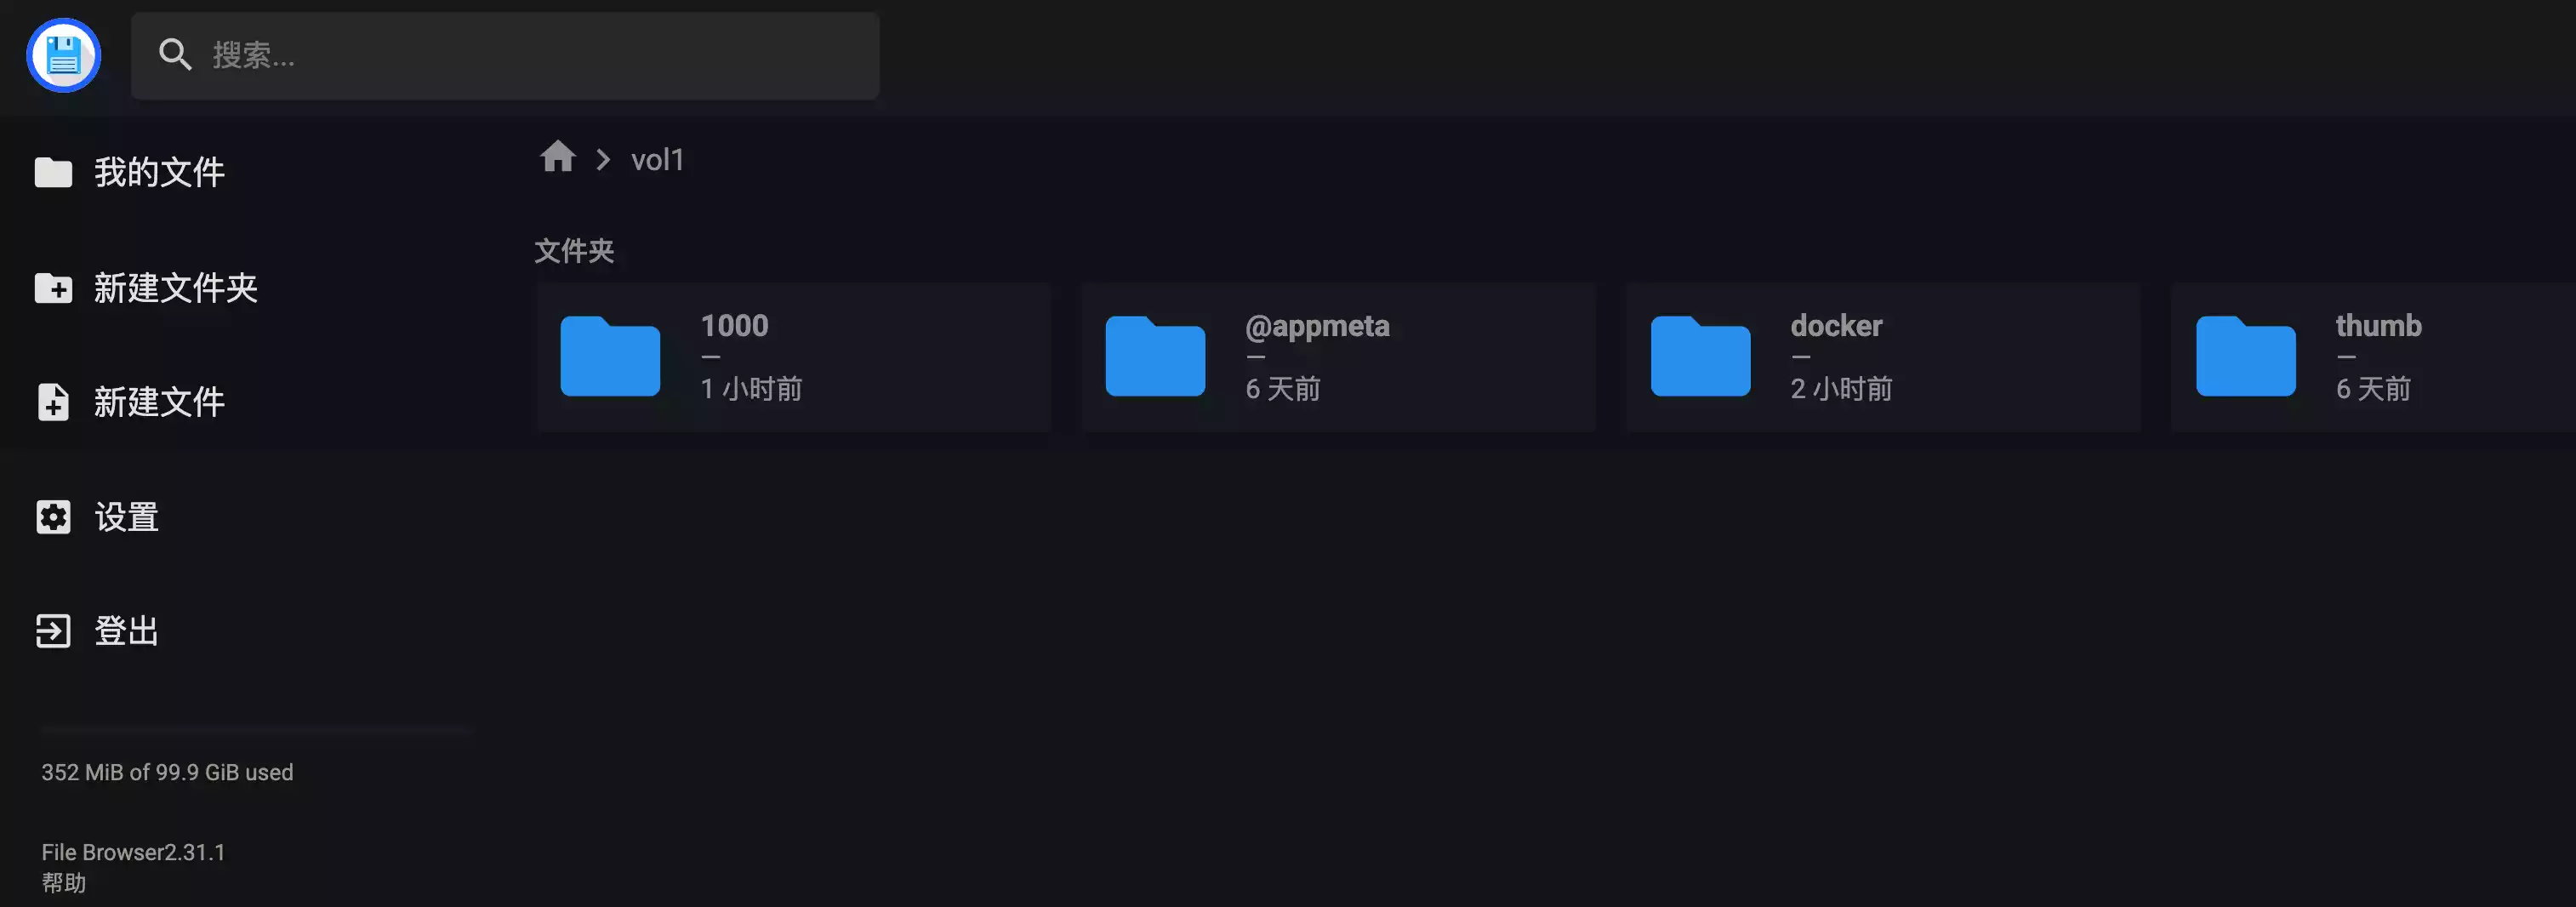 搜索...
我的文件
新建文件夹
新建文件
设置
登出
352 MiB of 99.9 GiB used
File Browser2.31.1
帮助
vol1
文件夹
1000
—
1 小时前
@appmeta
—
6 天前
docker
—
2 小时前
thumb
—
6 天前